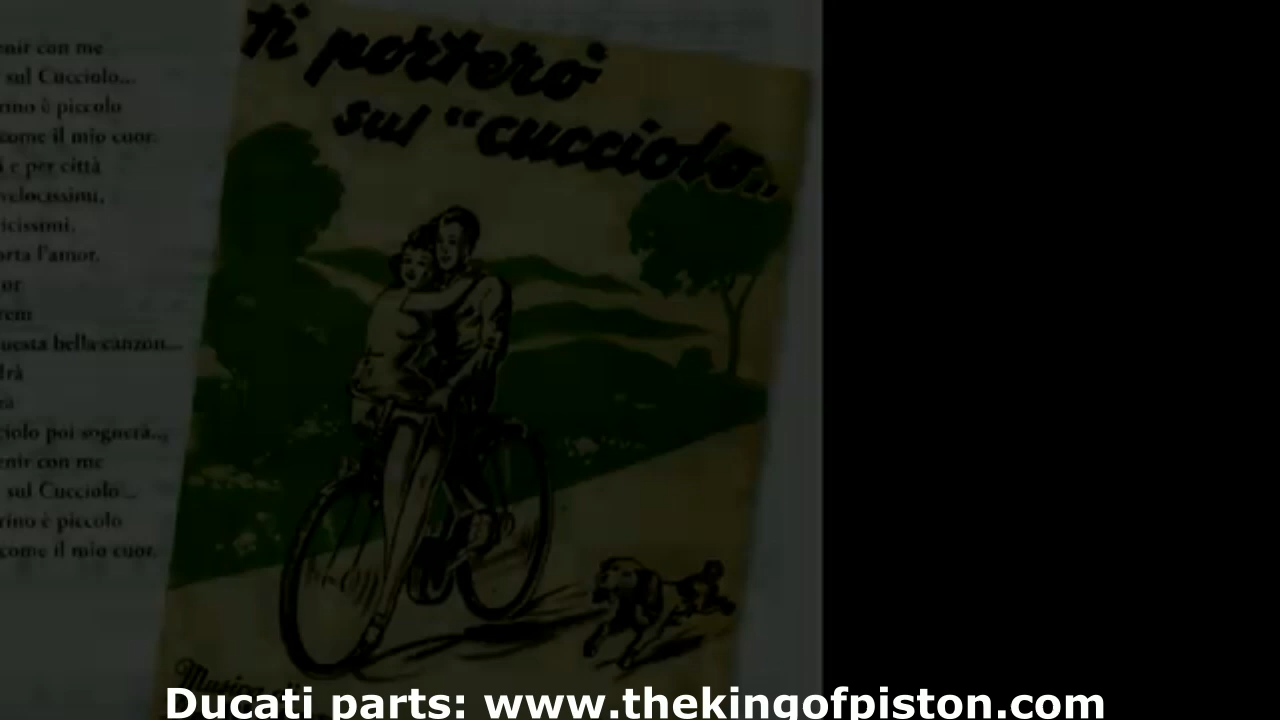 enir con me
sul Cucciolo...
rino è piccolo
come il mio cuor.
i e per città
velocissimi,
icissimi.
orta l'amor.
or
rem
uesta bella canzon...
drà
rà
ciolo poi sognerà...
enir con me
sul Cucciolo...
rino è piccolo
come il mio cuor.
ti porterò
sul "cucciolo„
Musica
Ducati parts: www.thekingofpiston.com